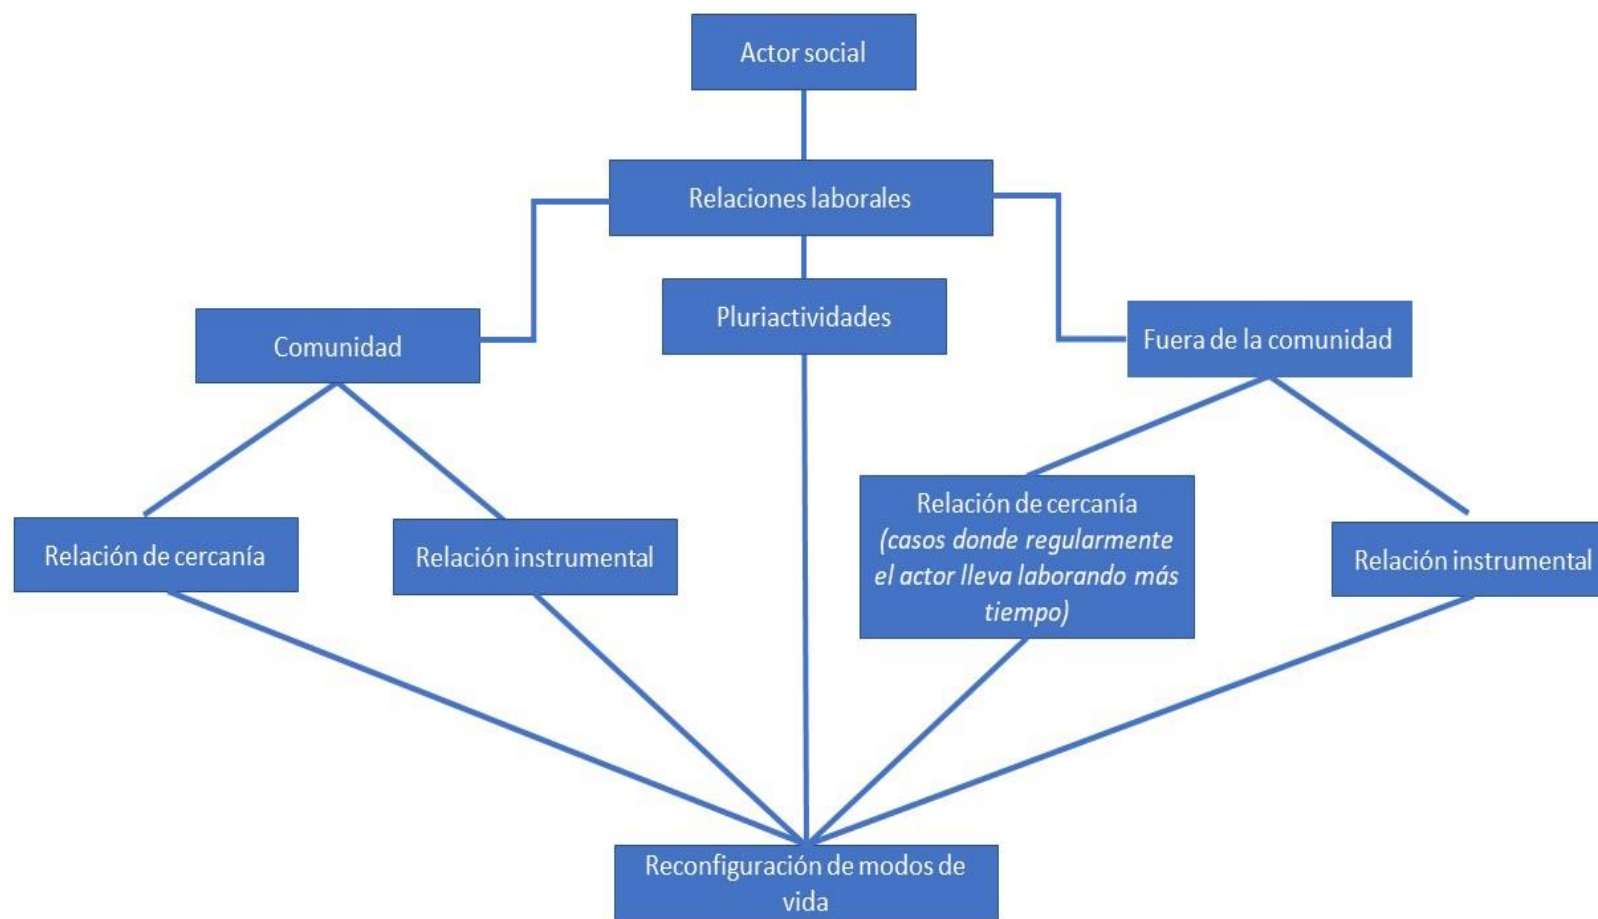 Actor social
Relaciones laborales
Pluriactividades
Comunidad
Fuera de la comunidad
Relación de cercanía
Relación instrumental
Relación de cercanía
(casos donde regularmente
el actor lleva laborando más
tiempo)
Relación instrumental
Reconfiguración de modos de
vida